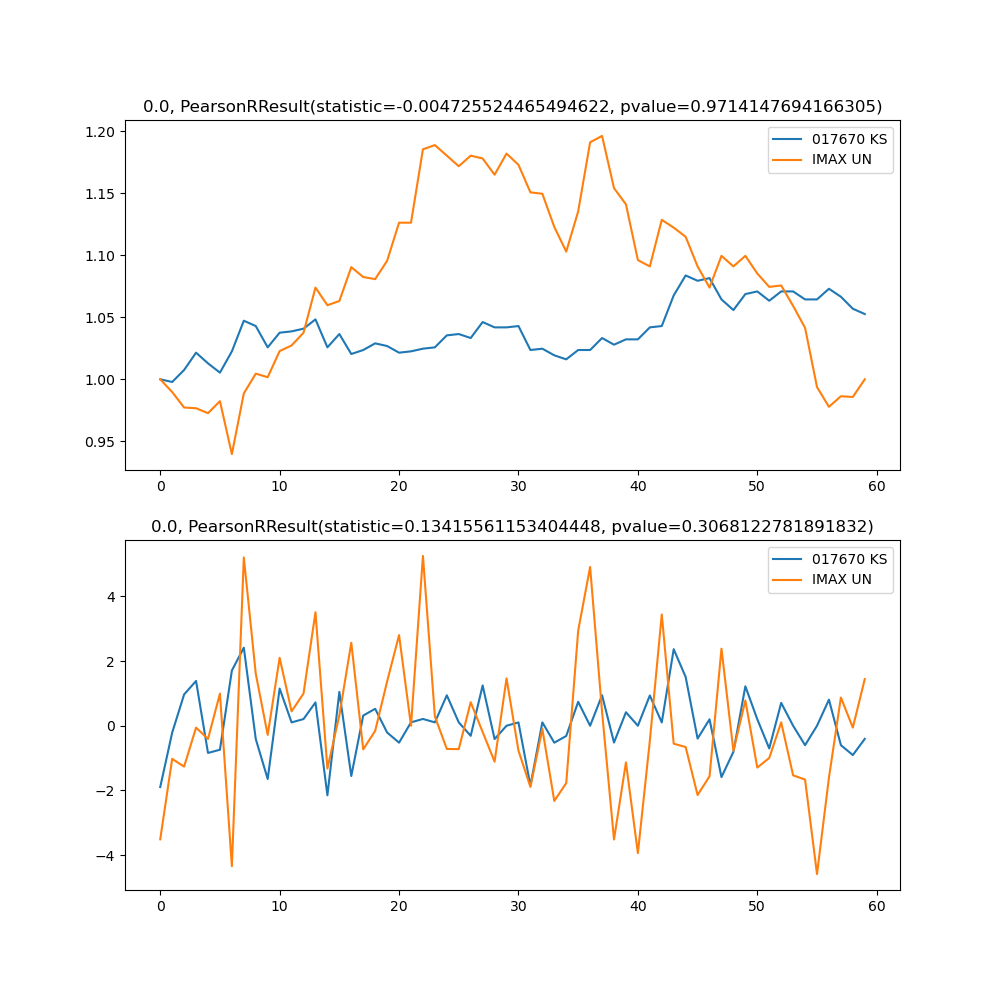 0.0, PearsonRResult(statistic=-0.004725524465494622, pvalue=0.9714147694166305)
1.20
1.15
1.10
1.05
1.00
0.95
017670 KS
IMAX UN
0 10 20 30 40 50 60
0.0, PearsonRResult(statistic=0.13415561153404448, pvalue=0.3068122781891832)
4
2
0
−2
−4
017670 KS
IMAX UN
0 10 20 30 40 50 60